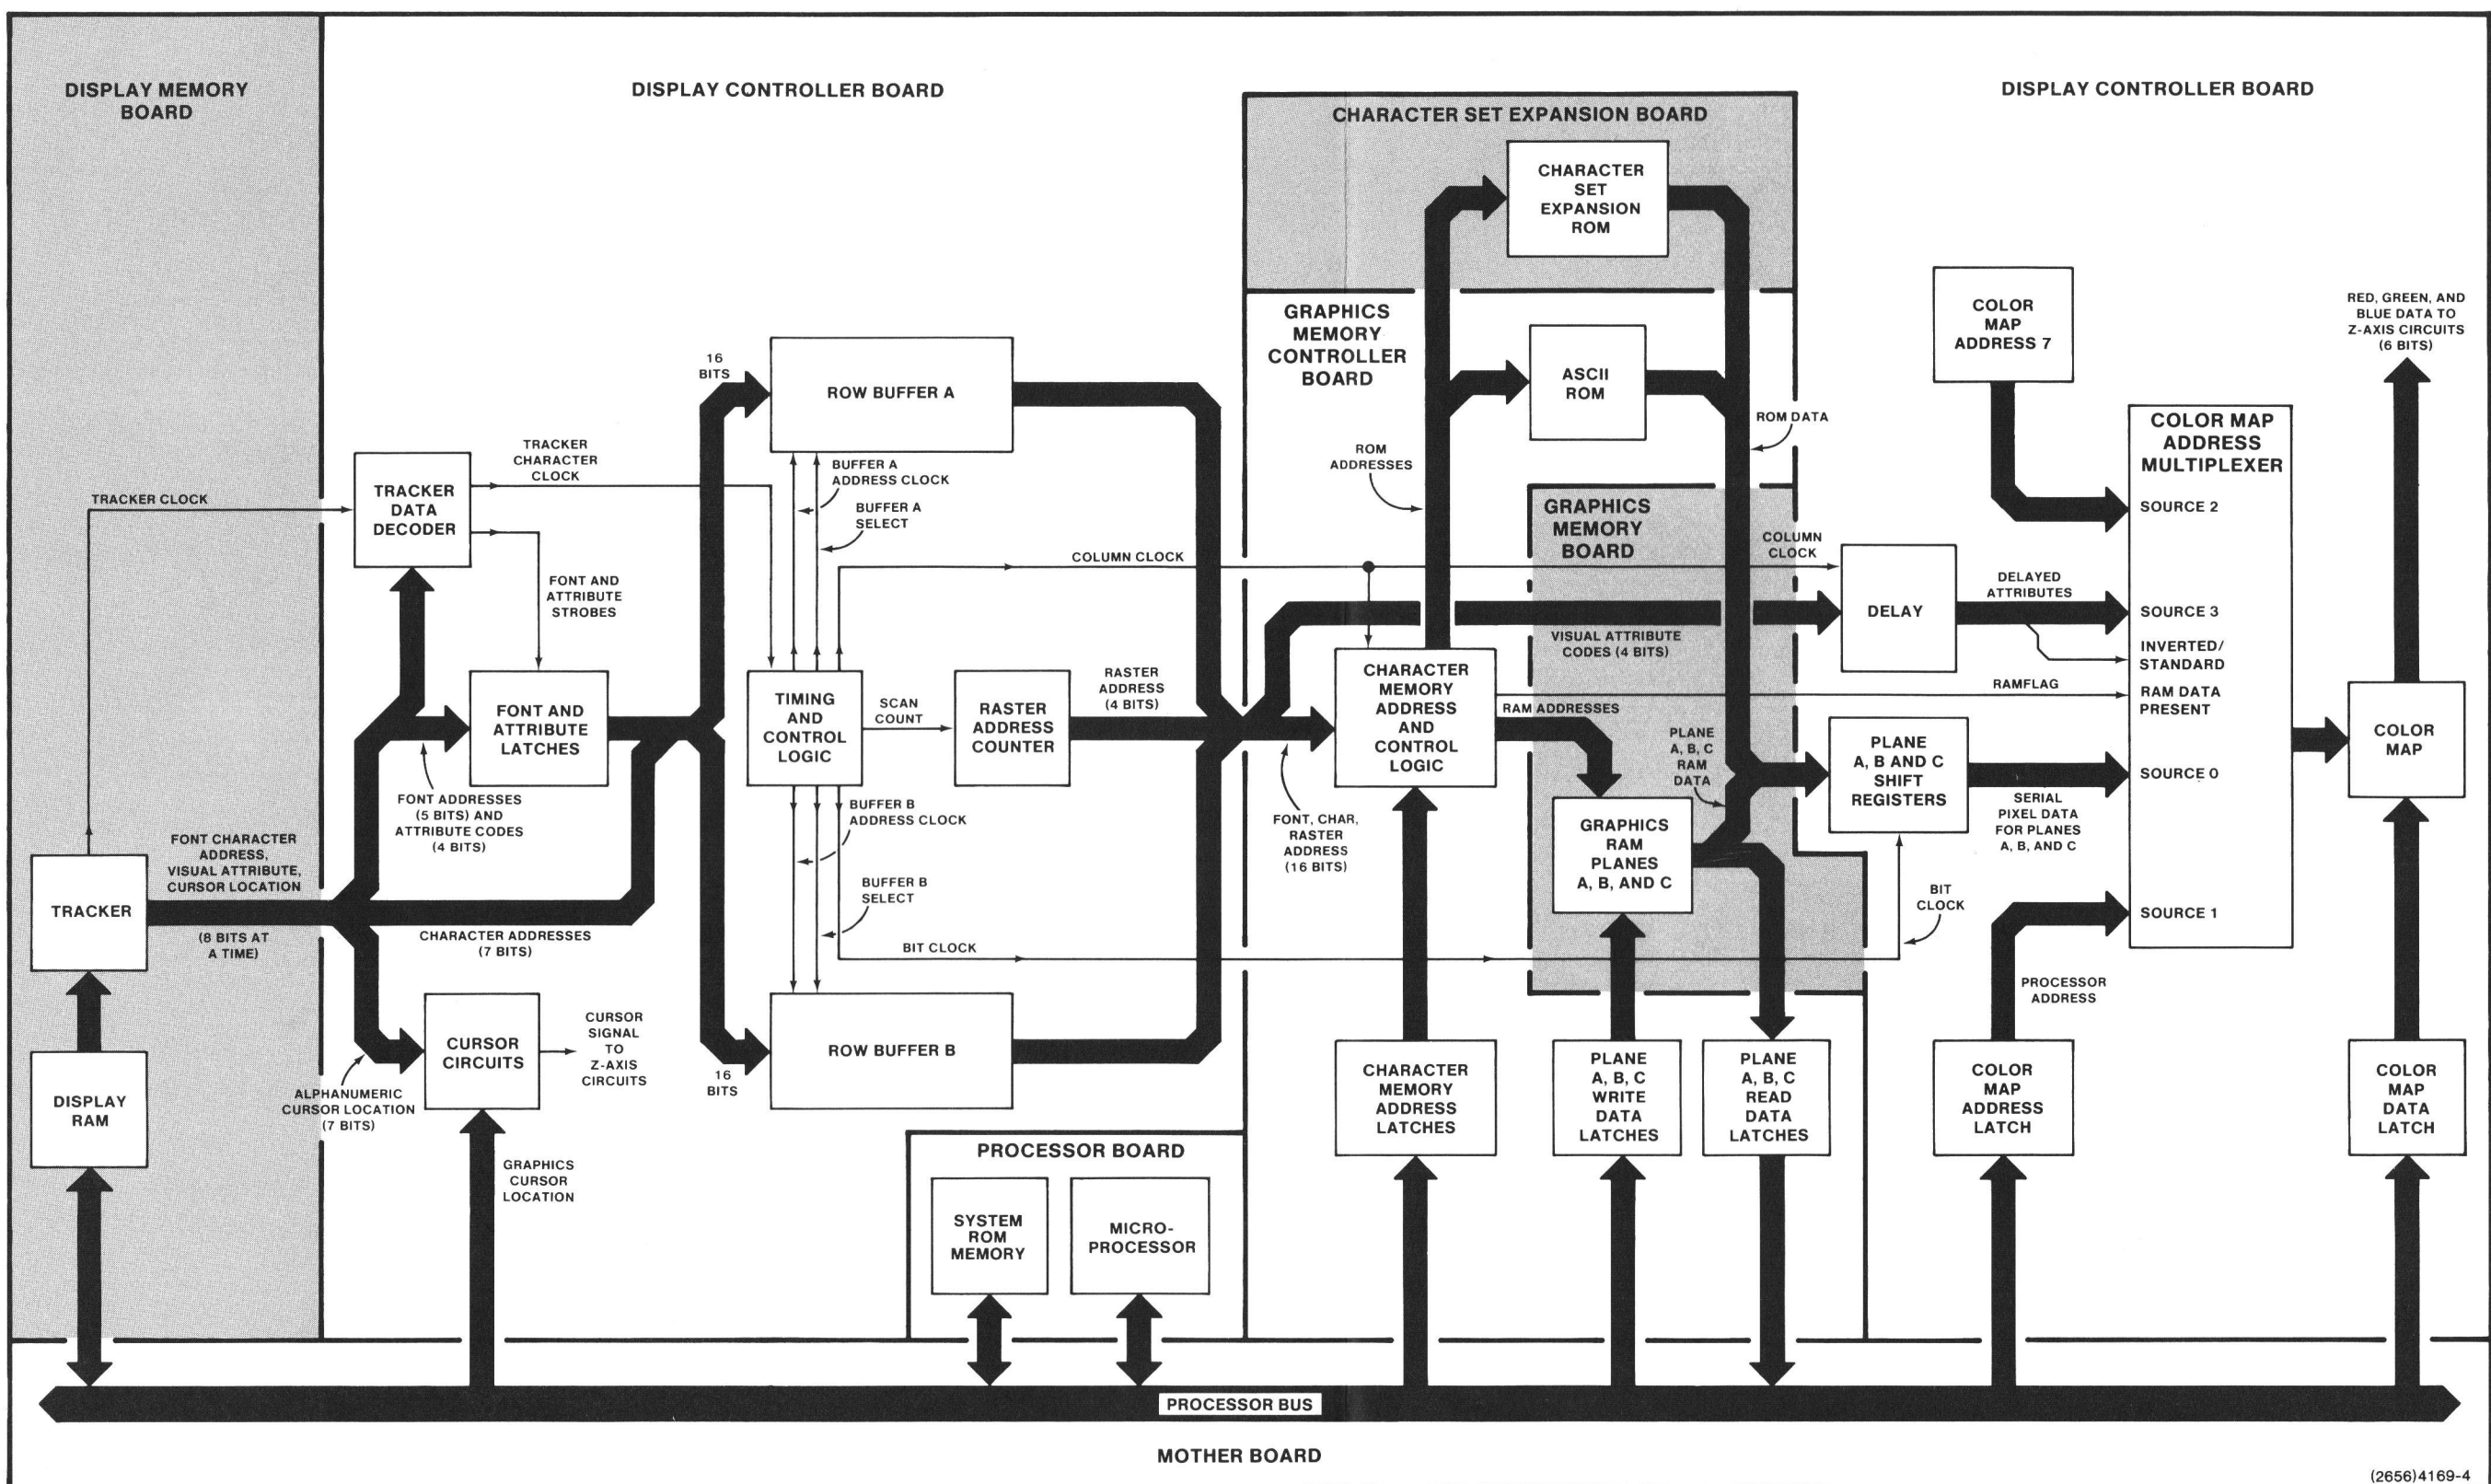 DISPLAY MEMORY
BOARD
DISPLAY CONTROLLER BOARD
DISPLAY CONTROLLER BOARD
CHARACTER SET EXPANSION BOARD
CHARACTER
SET
EXPANSION
ROM
GRAPHICS
MEMORY
CONTROLLER
BOARD
COLOR
MAP
ADDRESS 7
RED, GREEN, AND
BLUE DATA TO
Z-AXIS CIRCUITS
(6 BITS)
16
BITS
ROW BUFFER A
ASCII
ROM
ROM DATA
COLOR MAP
ADDRESS
MULTIPLEXER
TRACKER
CHARACTER
CLOCK
BUFFER A
ADDRESS CLOCK
ROM
ADDRESSES
TRACKER CLOCK
TRACKER
DATA
DECODER
BUFFER A
SELECT
GRAPHICS
MEMORY
BOARD
SOURCE 2
COLUMN CLOCK
COLUMN
CLOCK
FONT AND
ATTRIBUTE
STROBES
DELAYED
ATTRIBUTES
DELAY
SOURCE 3
VISUAL ATTRIBUTE
CODES (4 BITS)
INVERTED/
STANDARD
FONT AND
ATTRIBUTE
LATCHES
TIMING
AND
CONTROL
LOGIC
SCAN
COUNT
RASTER
ADDRESS
COUNTER
RASTER
ADDRESS
(4 BITS)
CHARACTER
MEMORY
ADDRESS
AND
CONTROL
LOGIC
RAMFLAG
RAM DATA
PRESENT
RAM ADDRESSES
PLANE
A, B, C
RAM
DATA
PLANE
A, B AND C
SHIFT
REGISTERS
COLOR
MAP
SOURCE 0
FONT ADDRESSES
(5 BITS) AND
ATTRIBUTE CODES
(4 BITS)
BUFFER B
ADDRESS CLOCK
FONT, CHAR,
RASTER
ADDRESS
(16 BITS)
GRAPHICS
RAM
PLANES
A, B, AND C
SERIAL
PIXEL DATA
FOR PLANES
A, B, AND C
FONT CHARACTER
ADDRESS,
VISUAL ATTRIBUTE,
CURSOR LOCATION
TRACKER
(8 BITS AT
A TIME)
BUFFER B
SELECT
BIT
CLOCK
SOURCE 1
CHARACTER ADDRESSES
(7 BITS)
BIT CLOCK
PROCESSOR
ADDRESS
DISPLAY
RAM
CURSOR
CIRCUITS
CURSOR
SIGNAL
TO
Z-AXIS
CIRCUITS
ROW BUFFER B
16
BITS
ALPHANUMERIC
CURSOR LOCATION
(7 BITS)
CHARACTER
MEMORY
ADDRESS
LATCHES
PLANE
A, B, C
WRITE
DATA
LATCHES
PLANE
A, B, C
READ
DATA
LATCHES
COLOR
MAP
ADDRESS
LATCH
COLOR
MAP
DATA
LATCH
GRAPHICS
CURSOR
LOCATION
PROCESSOR BOARD
SYSTEM
ROM
MEMORY
MICRO-
PROCESSOR
PROCESSOR BUS
MOTHER BOARD
(2656)4169-4